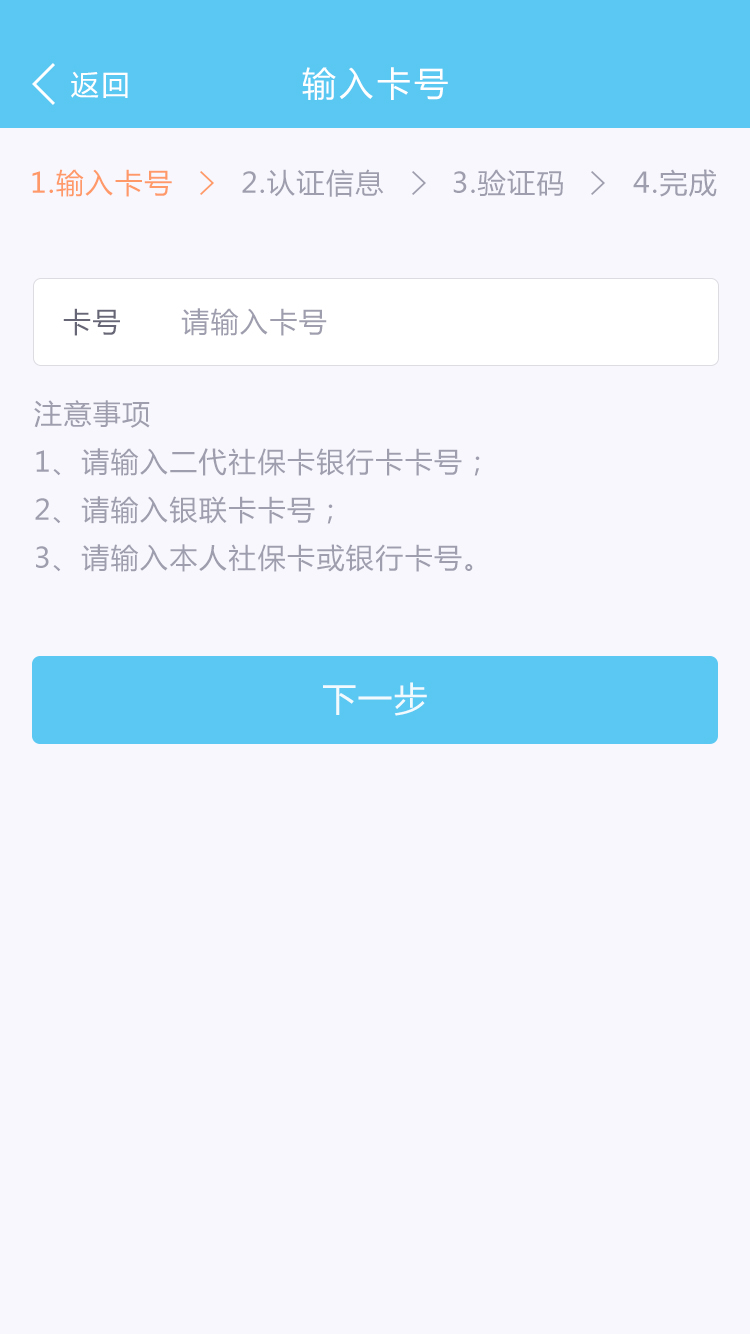 返回 输入卡号
1.输入卡号 > 2.认证信息 > 3.验证码 > 4.完成
卡号 请输入卡号
注意事项
1、请输入二代社保卡银行卡卡号；
2、请输入银联卡卡号；
3、请输入本人社保卡或银行卡号。
下一步